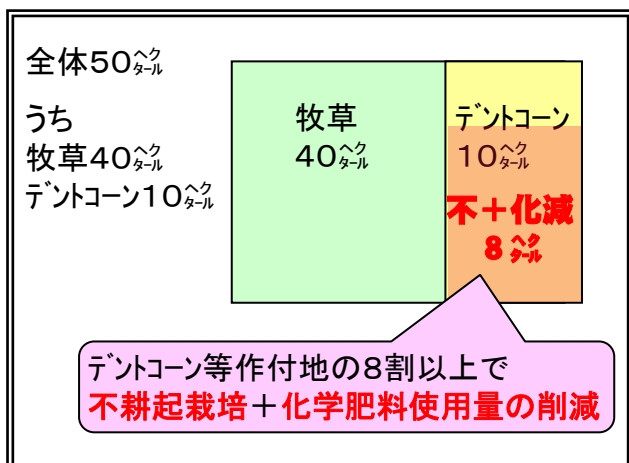 全体50㌶
うち
牧草40㌶
デントコーン10㌶
牧草
40㌶
デントコーン
10㌶
不＋化減
8㌶
デントコーン等作付地の8割以上で
不耕起栽培＋化学肥料使用量の削減